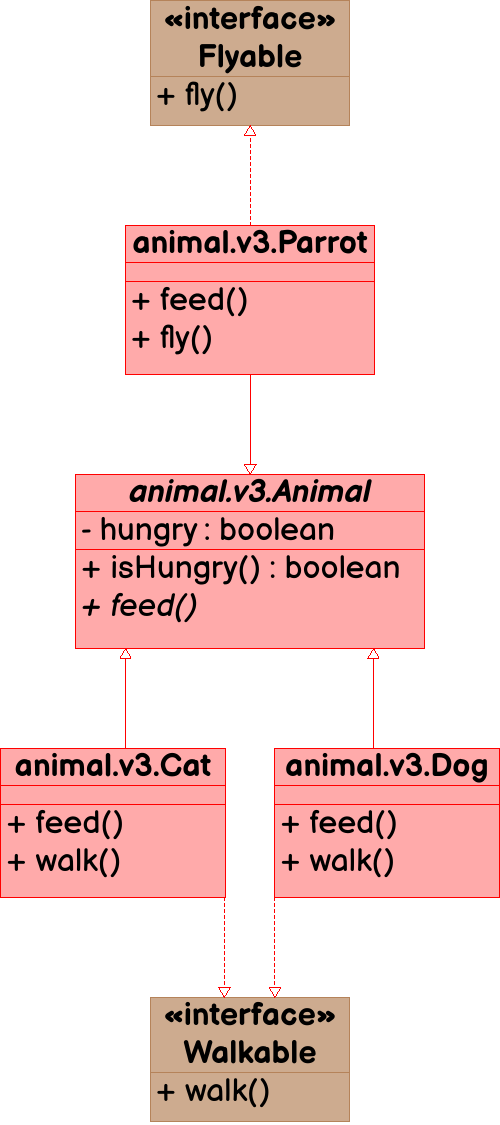 «interface»
Flyable
+ fly()
animal.v3.Parrot
+ feed()
+ fly()
animal.v3.Animal
- hungry : boolean
+ isHungry() : boolean
+ feed()
animal.v3.Cat
+ feed()
+ walk()
animal.v3.Dog
+ feed()
+ walk()
«interface»
Walkable
+ walk()